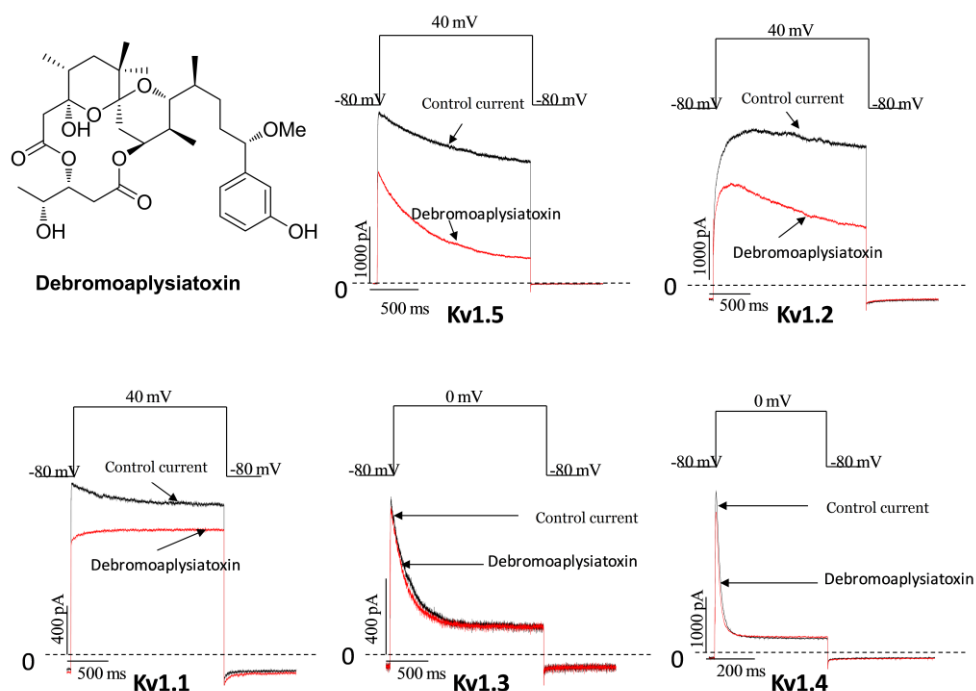 OH
O
O
O
O
O
O
OH
OMe
OH
Debromoaplysiatoxin
40 mV
-80 mV
-80 mV
Control current
Debromoaplysiatoxin
1000 pA
0
500 ms
Kv1.5
40 mV
-80 mV
-80 mV
Control current
Debromoaplysiatoxin
1000 pA
0
500 ms
Kv1.2
40 mV
-80 mV
-80 mV
Control current
Debromoaplysiatoxin
400 pA
0
500 ms
Kv1.1
0 mV
-80 mV
-80 mV
Control current
Debromoaplysiatoxin
400 pA
0
500 ms
Kv1.3
0 mV
-80 mV
-80 mV
Control current
Debromoaplysiatoxin
1000 pA
0
200 ms
Kv1.4